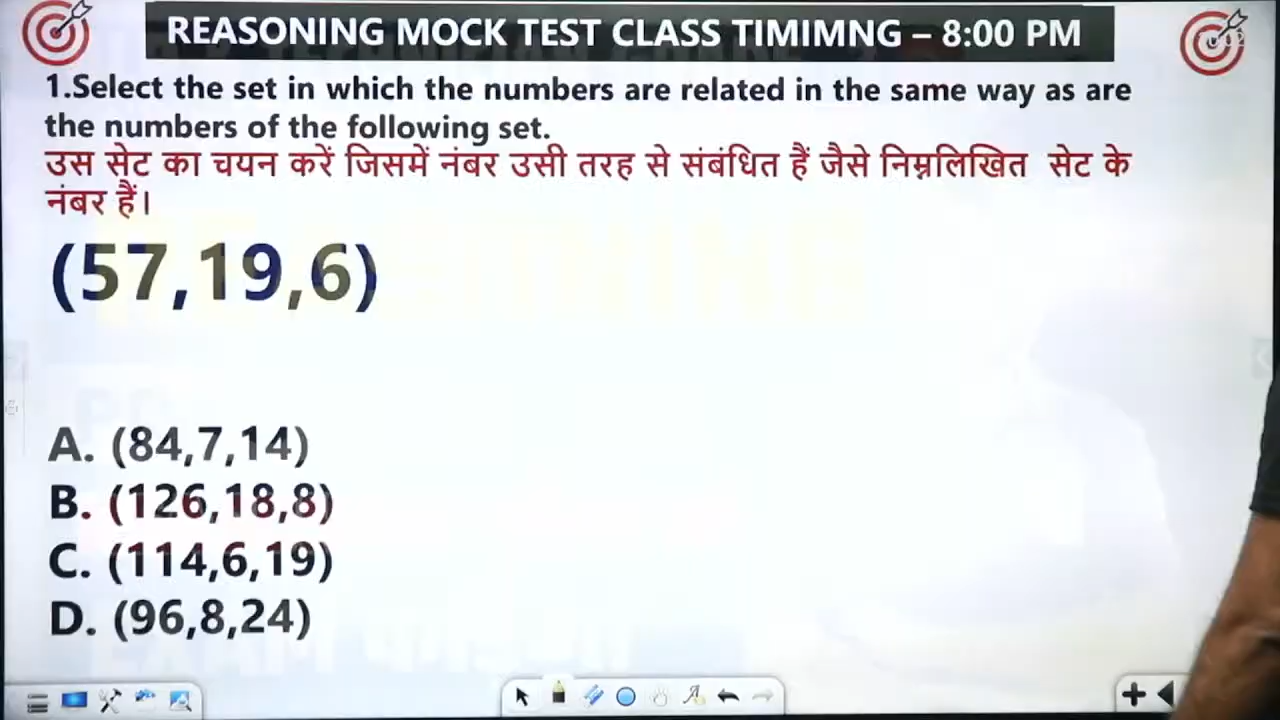 REASONING MOCK TEST CLASS TIMIMNG – 8:00 PM
1.Select the set in which the numbers are related in the same way as are
the numbers of the following set.
उस सेट का चयन करें जिसमें नंबर उसी तरह से संबंधित हैं जैसे निम्नलिखित सेट के
नंबर हैं।
(57,19,6)
A. (84,7,14)
B. (126,18,8)
C. (114,6,19)
D. (96,8,24)